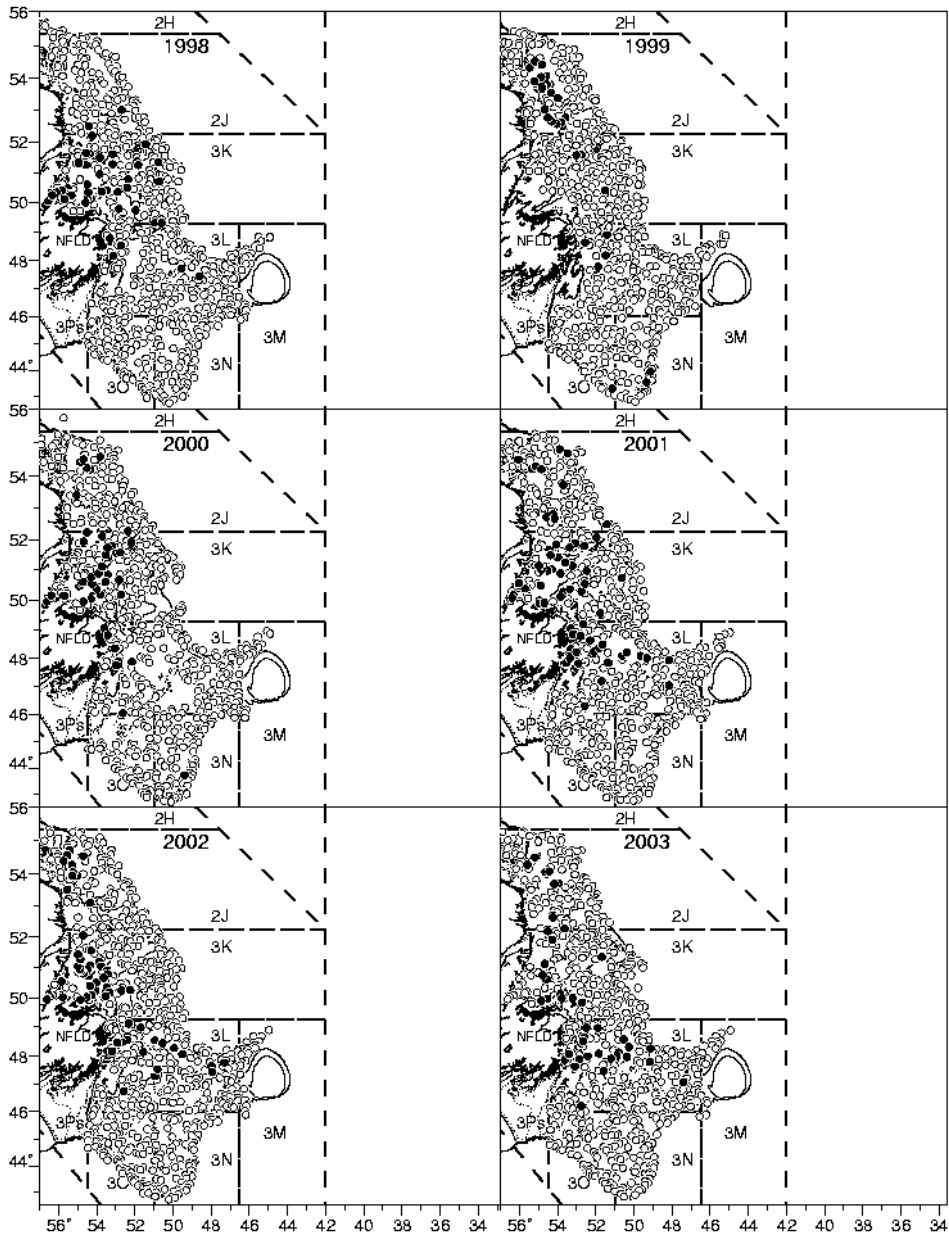 56 2H 2H
1998 1999
54
2J 2J
52
3K 3K
50
NFLD 3L NFLD 3L
48
46
3Ps 3M 3Ps 3M
44° 3N 3N
3O 3O
56 2H 2H
2000 2001
54
2J 2J
52
3K 3K
50
NFLD 3L NFLD 3L
48
46
3Ps 3M 3Ps 3M
44° 3N 3N
3O 3O
56 2H 2H
2002 2003
54
2J 2J
52
3K 3K
50
NFLD 3L NFLD 3L
48
46
3Ps 3M 3Ps 3M
44° 3N 3N
3O 3O
56° 54 52 50 48 46 44 42 40 38 36 34 56° 54 52 50 48 46 44 42 40 38 36 34